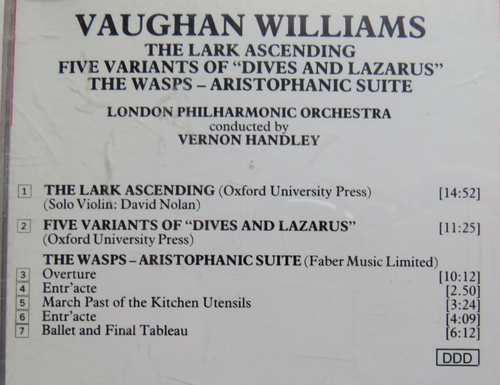 VAUGHAN WILLIAMS
THE LARK ASCENDING
FIVE VARIANTS OF “DIVES AND LAZARUS”
THE WASPS – ARISTOPHANIC SUITE
LONDON PHILHARMONIC ORCHESTRA
conducted by
VERNON HANDLEY
1 THE LARK ASCENDING (Oxford University Press) [14:52]
(Solo Violin: David Nolan)
2 FIVE VARIANTS OF “DIVES AND LAZARUS” [11:25]
(Oxford University Press)
THE WASPS – ARISTOPHANIC SUITE (Faber Music Limited)
3 Overture [10:12]
4 Entr'acte [2.50]
5 March Past of the Kitchen Utensils [3:24]
6 Entr'acte [4:09]
7 Ballet and Final Tableau [6:12]
DDD